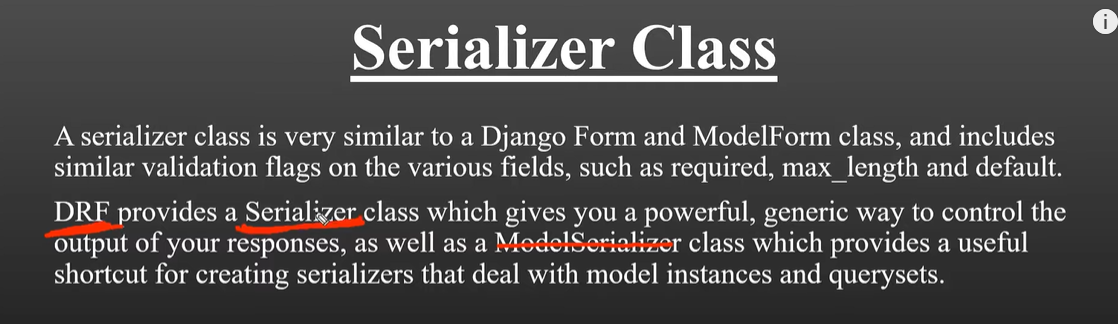 Serializer Class
A serializer class is very similar to a Django Form and ModelForm class, and includes
similar validation flags on the various fields, such as required, max_length and default.
DRF provides a Serializer class which gives you a powerful, generic way to control the
output of your responses, as well as a ModelSerializer class which provides a useful
shortcut for creating serializers that deal with model instances and querysets.